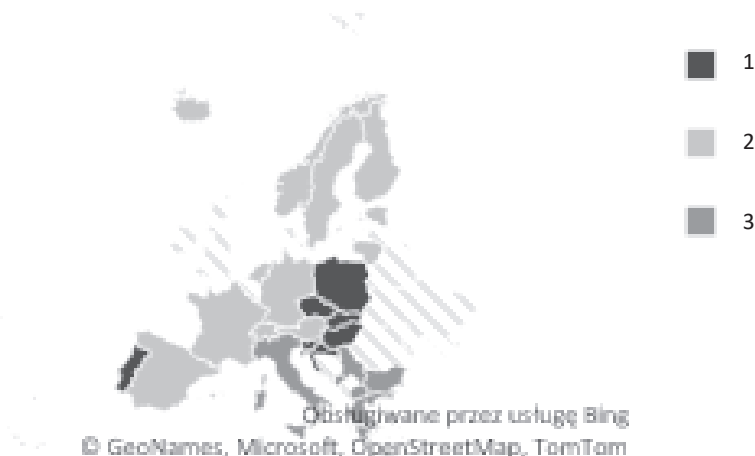 1
2
3
Obsługiwane przez usługę Bing
© GeoNames, Microsoft, OpenStreetMap, TomTom